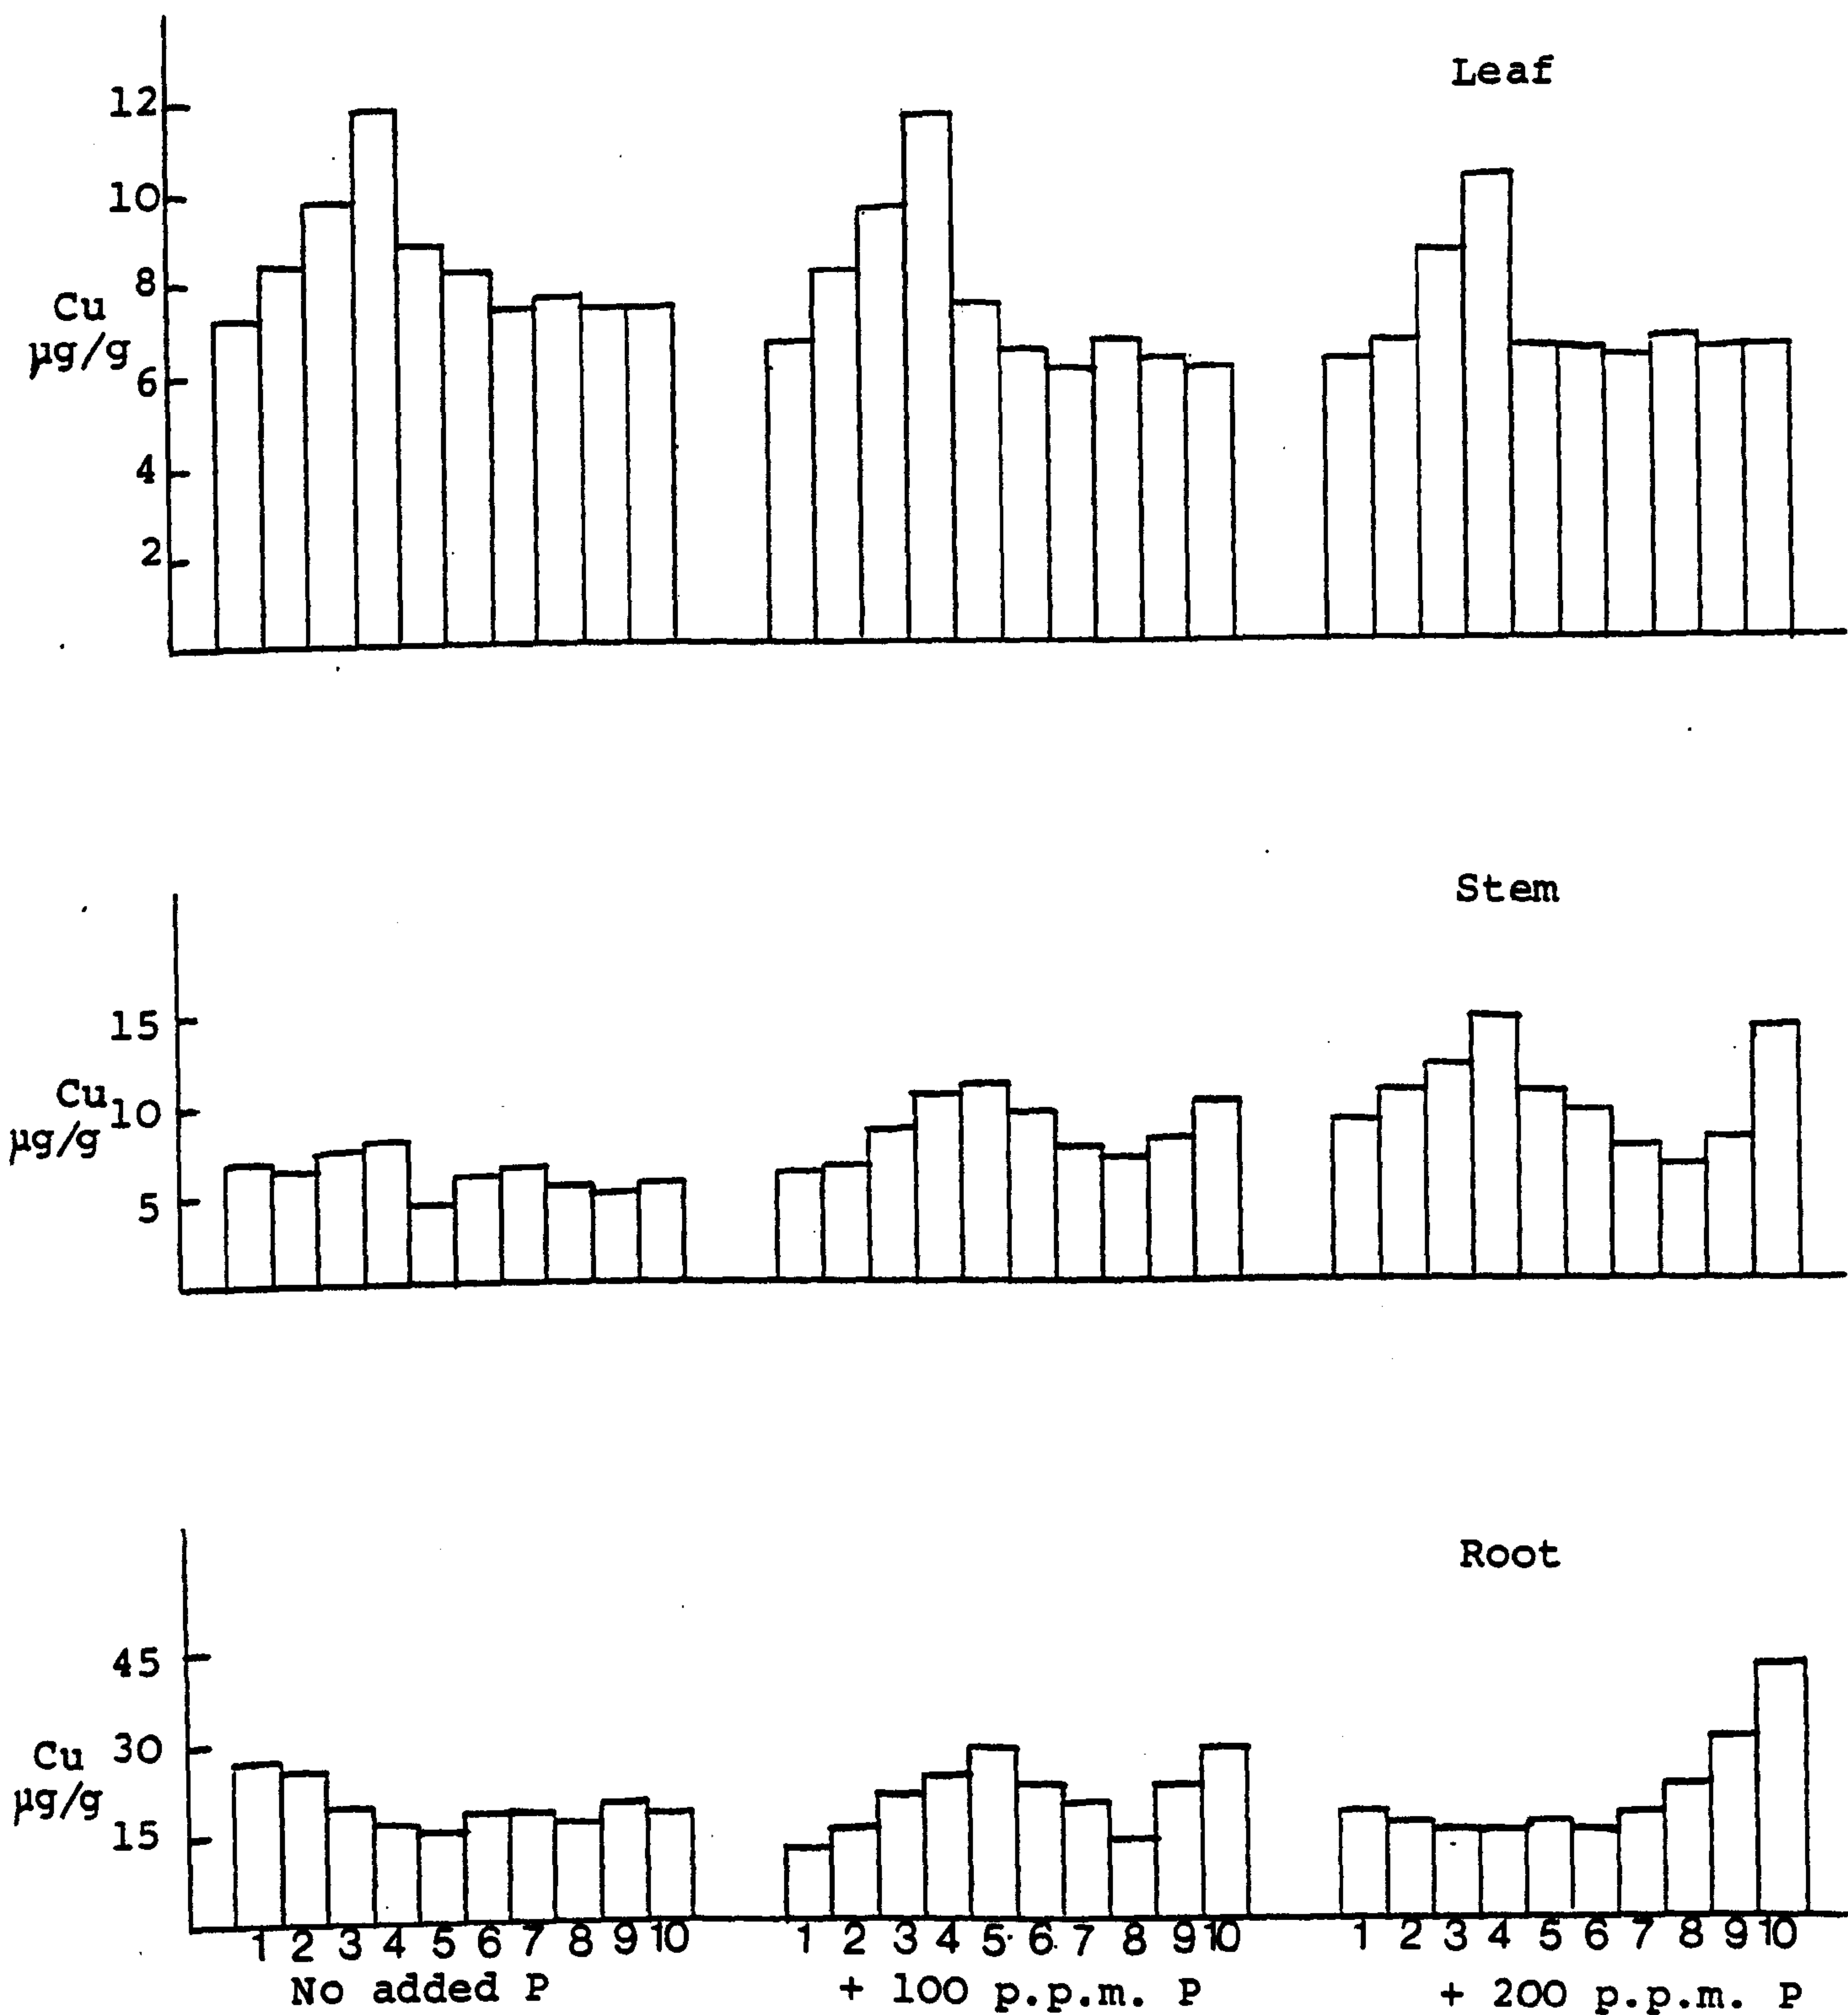 Leaf
12
10
8
Cu
µg/g
6
4
2
Stem
15
Cu
10
µg/g
5
Root
45
Cu
30
µg/g
15
1 2 3 4 5 6 7 8 9 10 1 2 3 4 5 6 7 8 9 10 1 2 3 4 5 6 7 8 9 10
No added P + 100 p.p.m. P + 200 p.p.m. P